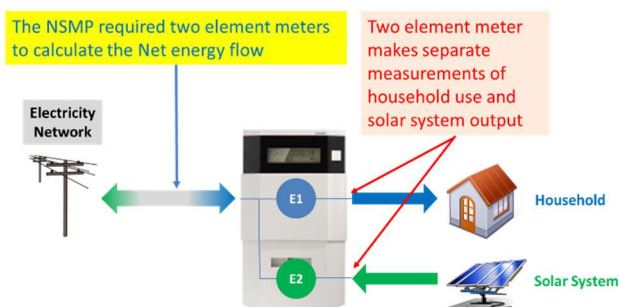 The NSMP required two element meters
to calculate the Net energy flow
Two element meter
makes separate
measurements of
household use and
solar system output
Electricity
Network
E1
Household
E2
Solar System